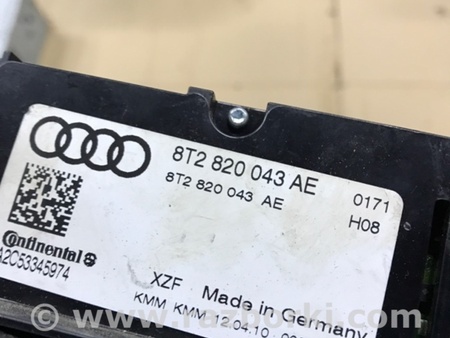 8T2 820 043 AE 0171
8T2 820 043 AE H08
Continental
A2C53345974
XZF Made in Germany
KMM KMM 12.04.10
www.razborki.com